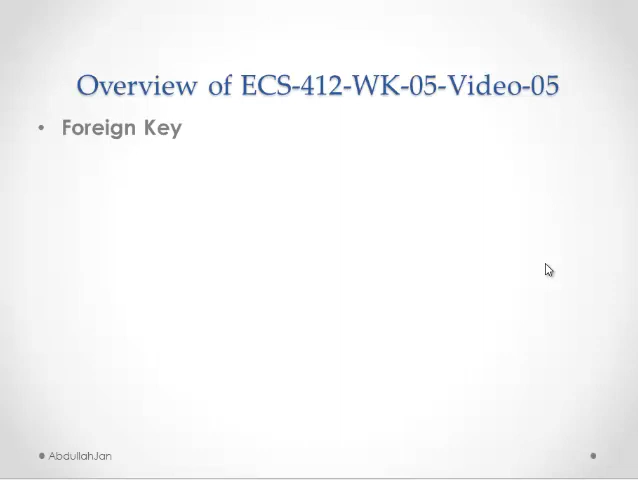 Overview of ECS-412-WK-05-Video-05
• Foreign Key
AbdullahJan